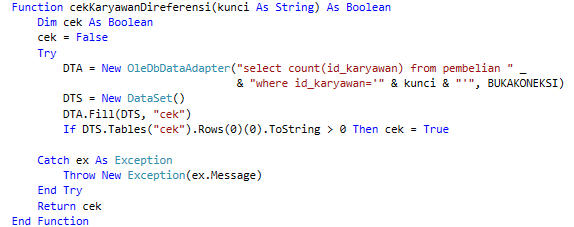 Function cekKaryawanDireferensi(kunci As String) As Boolean
Dim cek As Boolean
cek = False
Try
DTA = New OleDbDataAdapter("select count(id_karyawan) from pembelian " _
& "where id_karyawan='" & kunci & "'", BUKAKONEKSI)
DTS = New DataSet()
DTA.Fill(DTS, "cek")
If DTS.Tables("cek").Rows(0)(0).ToString > 0 Then cek = True
Catch ex As Exception
Throw New Exception(ex.Message)
End Try
Return cek
End Function